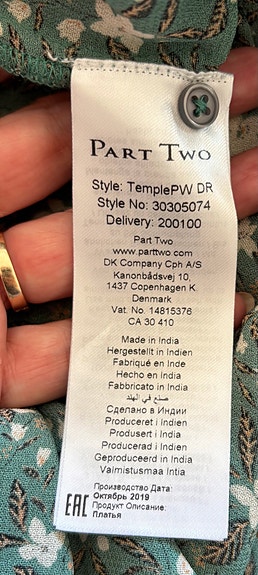 PART TWO
Style: TemplePW DR
Style No: 30305074
Delivery: 200100
Part Two
www.parttwo.com
DK Company Cph A/S
Kanonbådsvej 10,
1437 Copenhagen K
Denmark
Vat. No. 14815376
CA 30 410
Made in India
Hergestellt in Indien
Fabriqué en Inde
Hecho en India
Fabbricato in India
صنع في الهند
Сделано в Индии
Produceret i Indien
Produsert i India
Producerad i Indien
Geproduceerd in India
Valmistusmaa Intia
Производство Дата:
Октябрь 2019
EAC Продукт Описание:
Платья